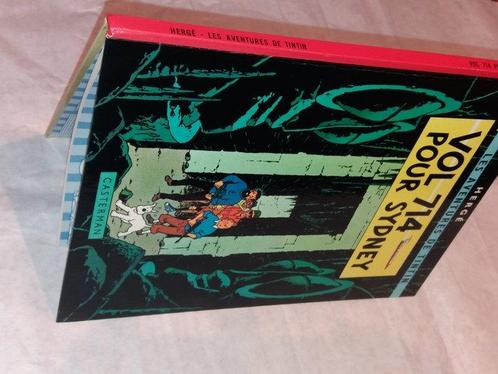 HERGÉ - LES AVENTURES DE TINTIN
VOL 714
HERGÉ
LES AVENTURES DE TINTIN
VOL 714
POUR SYDNEY
CASTERMAN